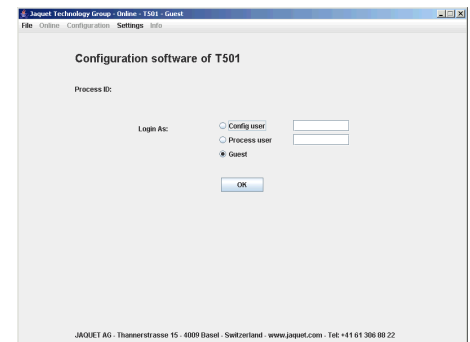 Jaquet Technology Group - Online - T501 - Guest
File Online Configuration Settings Info
Configuration software of T501
Process ID:
Login As:
Config user
Process user
Guest
OK
JAQUET AG - Thannerstrasse 15 - 4009 Basel - Switzerland - www.jaquet.com - Tel: +41 61 306 88 22